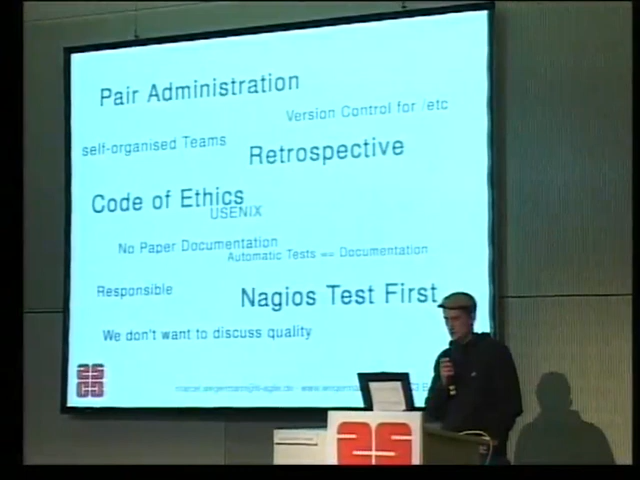 Pair Administration
Version Control for /etc
self-organised Teams
Retrospective
Code of Ethics
USENIX
No Paper Documentation
Automatic Tests == Documentation
Responsible
Nagios Test First
We don't want to discuss quality